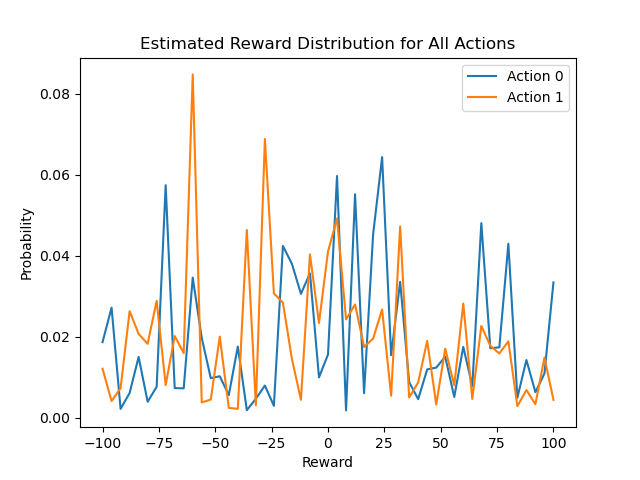 Estimated Reward Distribution for All Actions
Action 0
Action 1
0.08
0.06
0.04
0.02
0.00
Probability
−100
−75
−50
−25
0
25
50
75
100
Reward